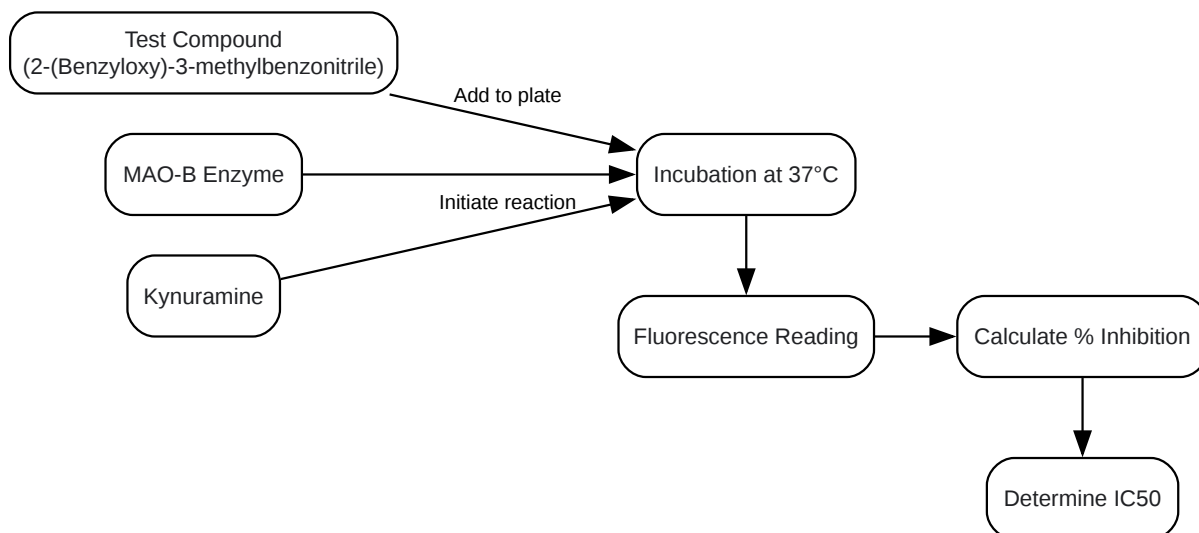 Test Compound
(2-(Benzyloxy)-3-methylbenzonitrile)
Add to plate
MAO-B Enzyme
Incubation at 37°C
Initiate reaction
Kynuramine
Fluorescence Reading
Calculate % Inhibition
Determine IC50